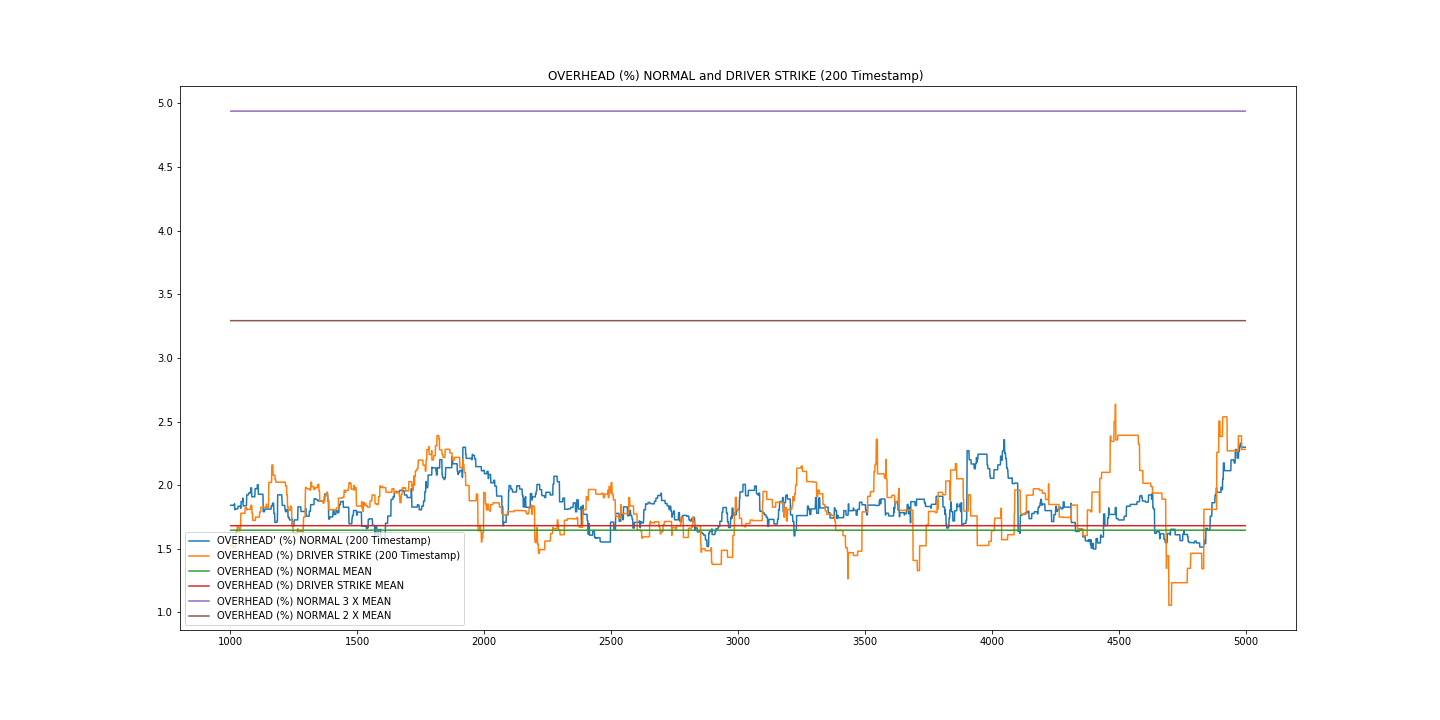 OVERHEAD (%) NORMAL and DRIVER STRIKE (200 Timestamp)
5.0
4.5
4.0
3.5
3.0
2.5
2.0
1.5
1.0
OVERHEAD' (%) NORMAL (200 Timestamp)
OVERHEAD (%) DRIVER STRIKE (200 Timestamp)
OVERHEAD (%) NORMAL MEAN
OVERHEAD (%) DRIVER STRIKE MEAN
OVERHEAD (%) NORMAL 3 X MEAN
OVERHEAD (%) NORMAL 2 X MEAN
1000 1500 2000 2500 3000 3500 4000 4500 5000